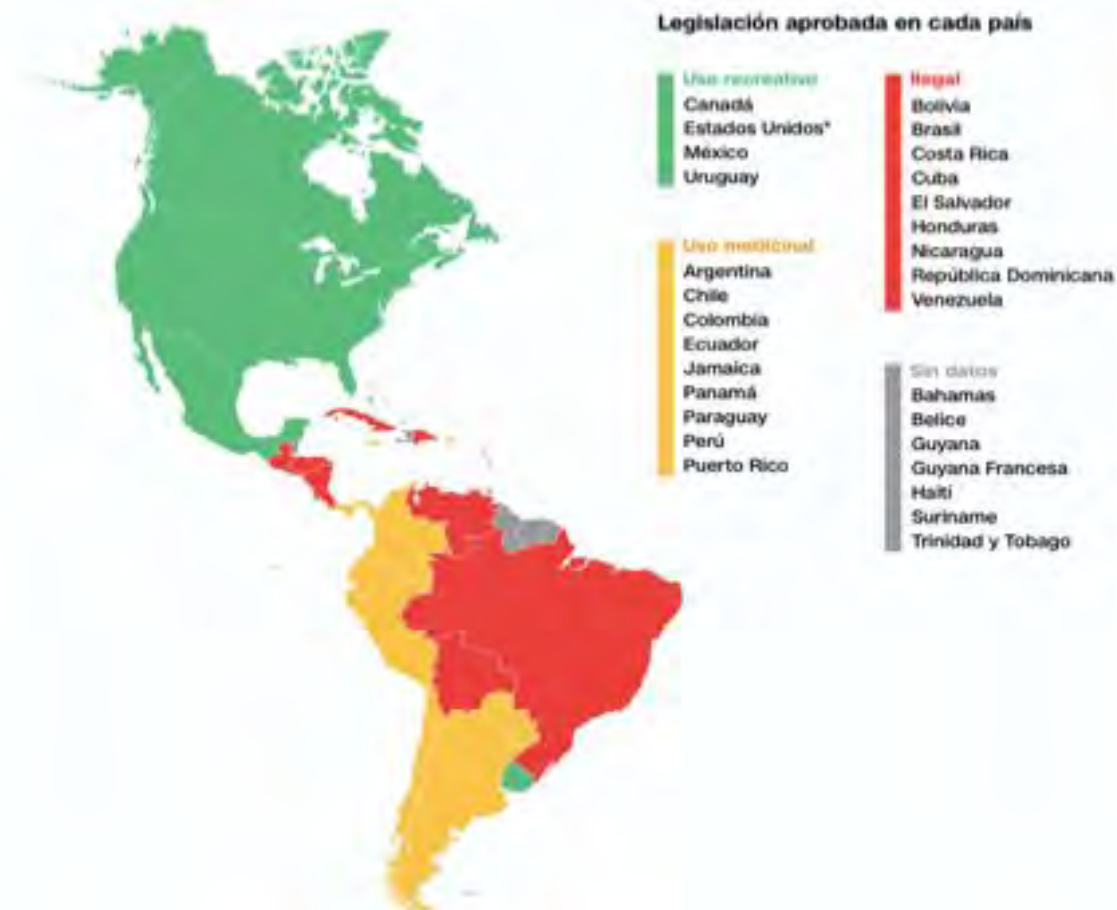 Legislación aprobada en cada país
Uso recreativo
Canadá
Estados Unidos*
México
Uruguay
Uso medicinal
Argentina
Chile
Colombia
Ecuador
Jamaica
Panamá
Paraguay
Perú
Puerto Rico
Ilegal
Bolivia
Brasil
Costa Rica
Cuba
El Salvador
Honduras
Nicaragua
República Dominicana
Venezuela
Sin datos
Bahamas
Belice
Guyana
Guyana Francesa
Haití
Suriname
Trinidad y Tobago